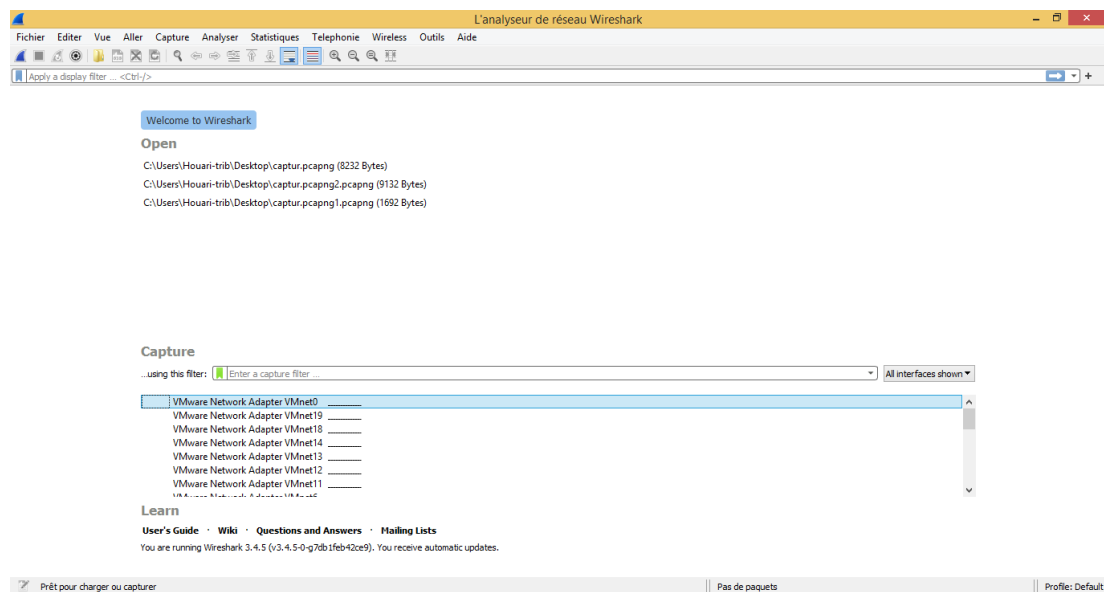 L'analyseur de réseau Wireshark
Fichier Editer Vue Aller Capture Analyser Statistiques Telephonie Wireless Outils Aide
Apply a display filter ... <Ctrl-/>
Welcome to Wireshark
Open
C:\Users\Houari-trib\Desktop\captur.pcapng (8232 Bytes)
C:\Users\Houari-trib\Desktop\captur.pcapng2.pcapng (9132 Bytes)
C:\Users\Houari-trib\Desktop\captur.pcapng1.pcapng (1692 Bytes)
Capture
...using this filter: Enter a capture filter ... All interfaces shown
VMware Network Adapter VMnet0
VMware Network Adapter VMnet19
VMware Network Adapter VMnet18
VMware Network Adapter VMnet14
VMware Network Adapter VMnet13
VMware Network Adapter VMnet12
VMware Network Adapter VMnet11
VMware Network Adapter
Learn
User's Guide · Wiki · Questions and Answers · Mailing Lists
You are running Wireshark 3.4.5 (v3.4.5-0-g7db1feb42ce9). You receive automatic updates.
Prêt pour charger ou capturer Pas de paquets Profile: Default